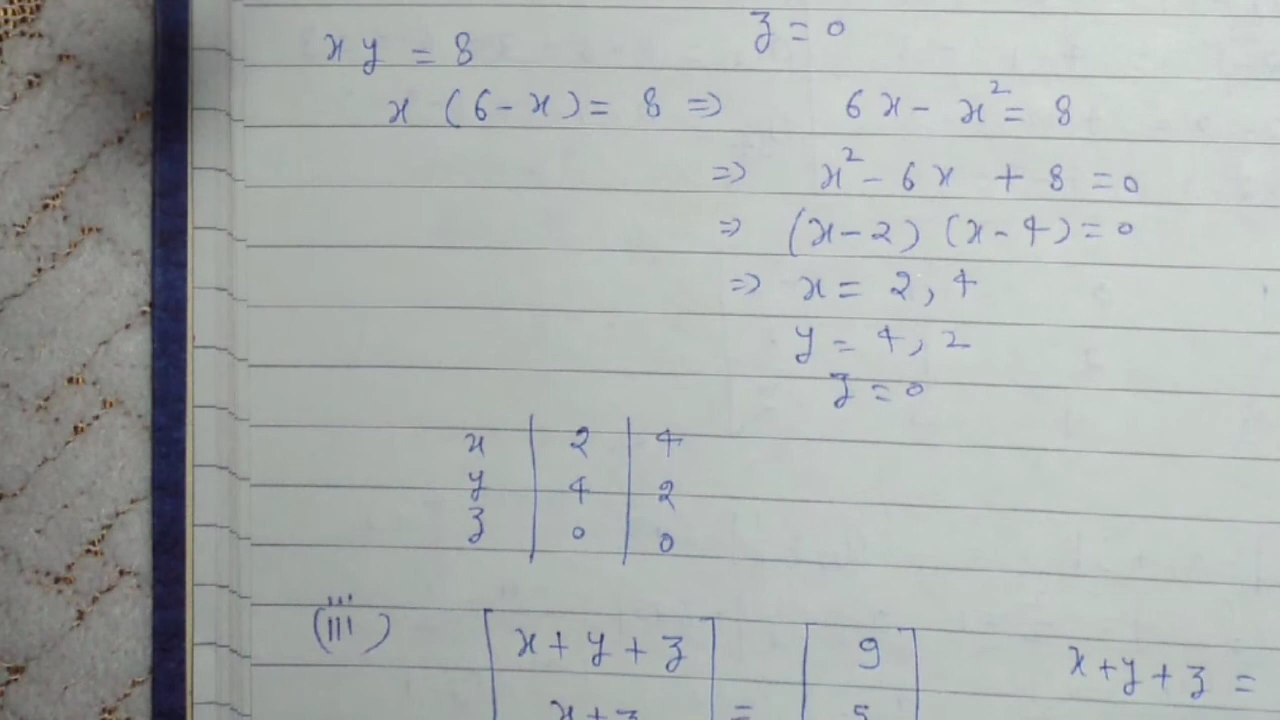 xy = 8
z = 0
x (6-x) = 8 => 6x - x² = 8
=> x² - 6x + 8 = 0
=> (x-2) (x-4) = 0
=> x = 2, 4
y = 4, 2
z = 0
x | 2 | 4
y | 4 | 2
z | 0 | 0
(iii) [x+y+z] = [9] x+y+z =
x+z = 5